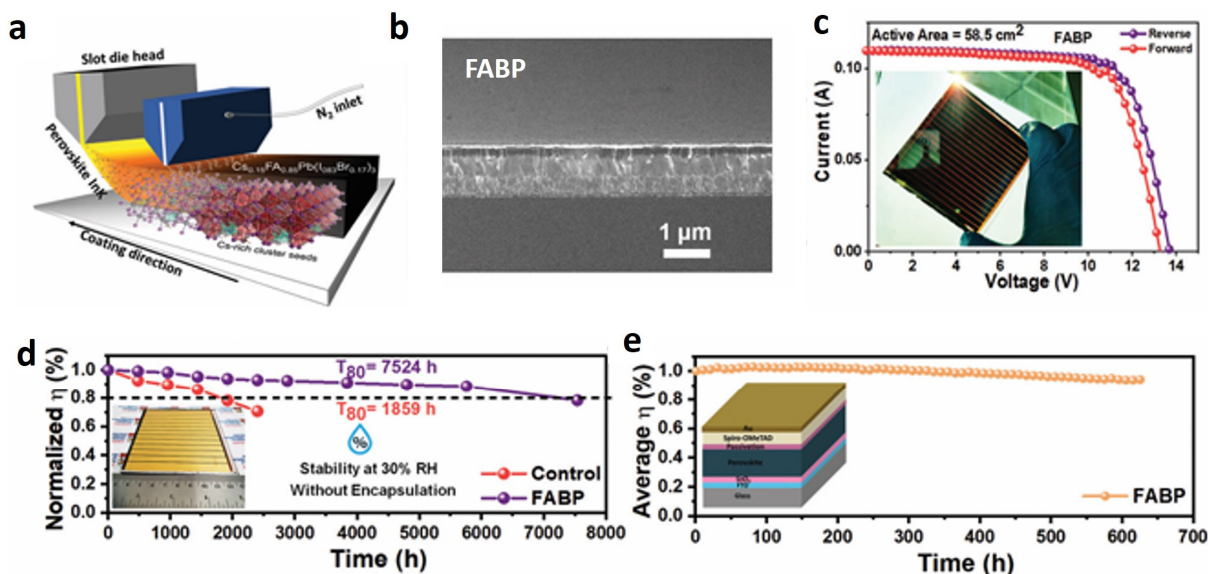 a
Slot die head
N₂ inlet
Perovskite Ink
Cs₀.₁₅FA₀.₈₅Pb(I₀₈₃Br₀.₁₇)₃
Cs-rich cluster seeds
Coating direction
b
FABP
1 µm
c
Active Area = 58.5 cm²
FABP
Reverse
Forward
0.10
0.05
0.00
Current (A)
0 2 4 6 8 10 12 14
Voltage (V)
d
Normalized η (%)
1.0
0.8
0.6
0.4
0.2
0.0
T₈₀= 7524 h
T₈₀= 1859 h
%
Stability at 30% RH
Without Encapsulation
Control
FABP
0 1000 2000 3000 4000 5000 6000 7000 8000
Time (h)
e
Average η (%)
1.0
0.8
0.6
0.4
0.2
0.0
Au
Spiro-OMeTAD
Passivation
Perovskite
SnO₂
FTO
Glass
FABP
0 100 200 300 400 500 600 700
Time (h)